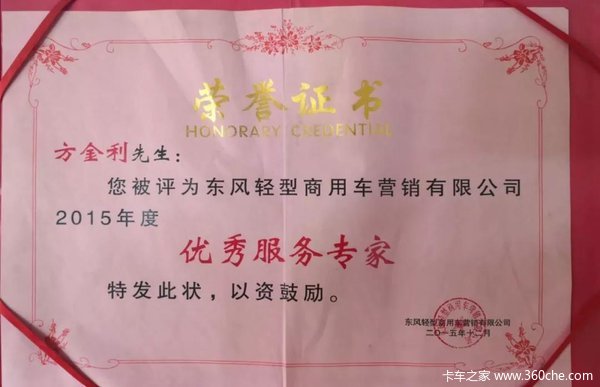 荣誉证书
HONORARY CREDENTIAL
方金利先生：
您被评为东风轻型商用车营销有限公司
2015年度
优秀服务专家
特发此状，以资鼓励。
东风轻型商用车营销有限公司
二〇一五年十二月
卡车之家 www.360che.com